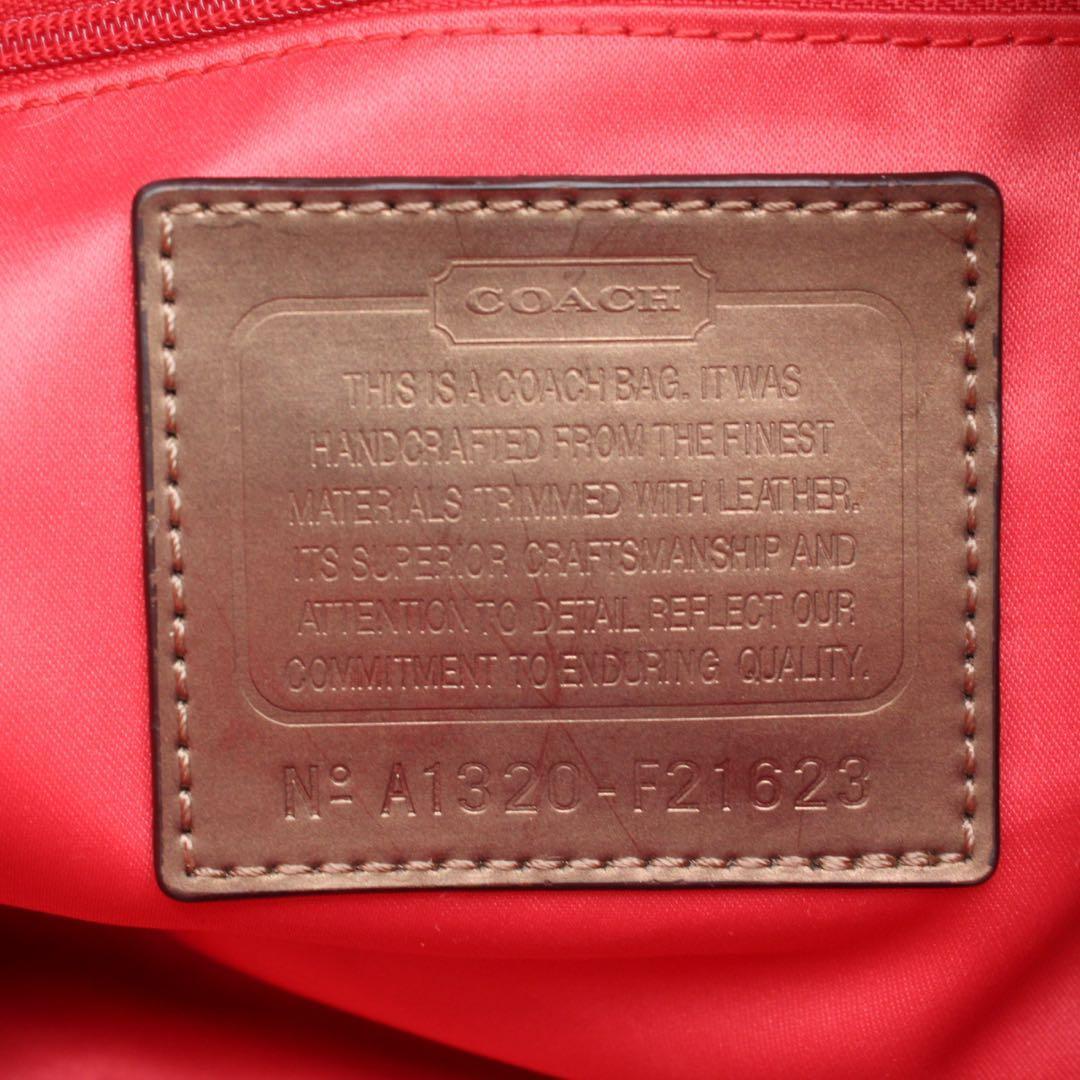 COACH
THIS IS A COACH BAG. IT WAS
HANDCRAFTED FROM THE FINEST
MATERIALS TRIMMED WITH LEATHER.
ITS SUPERIOR CRAFTSMANSHIP AND
ATTENTION TO DETAIL REFLECT OUR
COMMITMENT TO ENDURING QUALITY.
Nº A1320-F21623